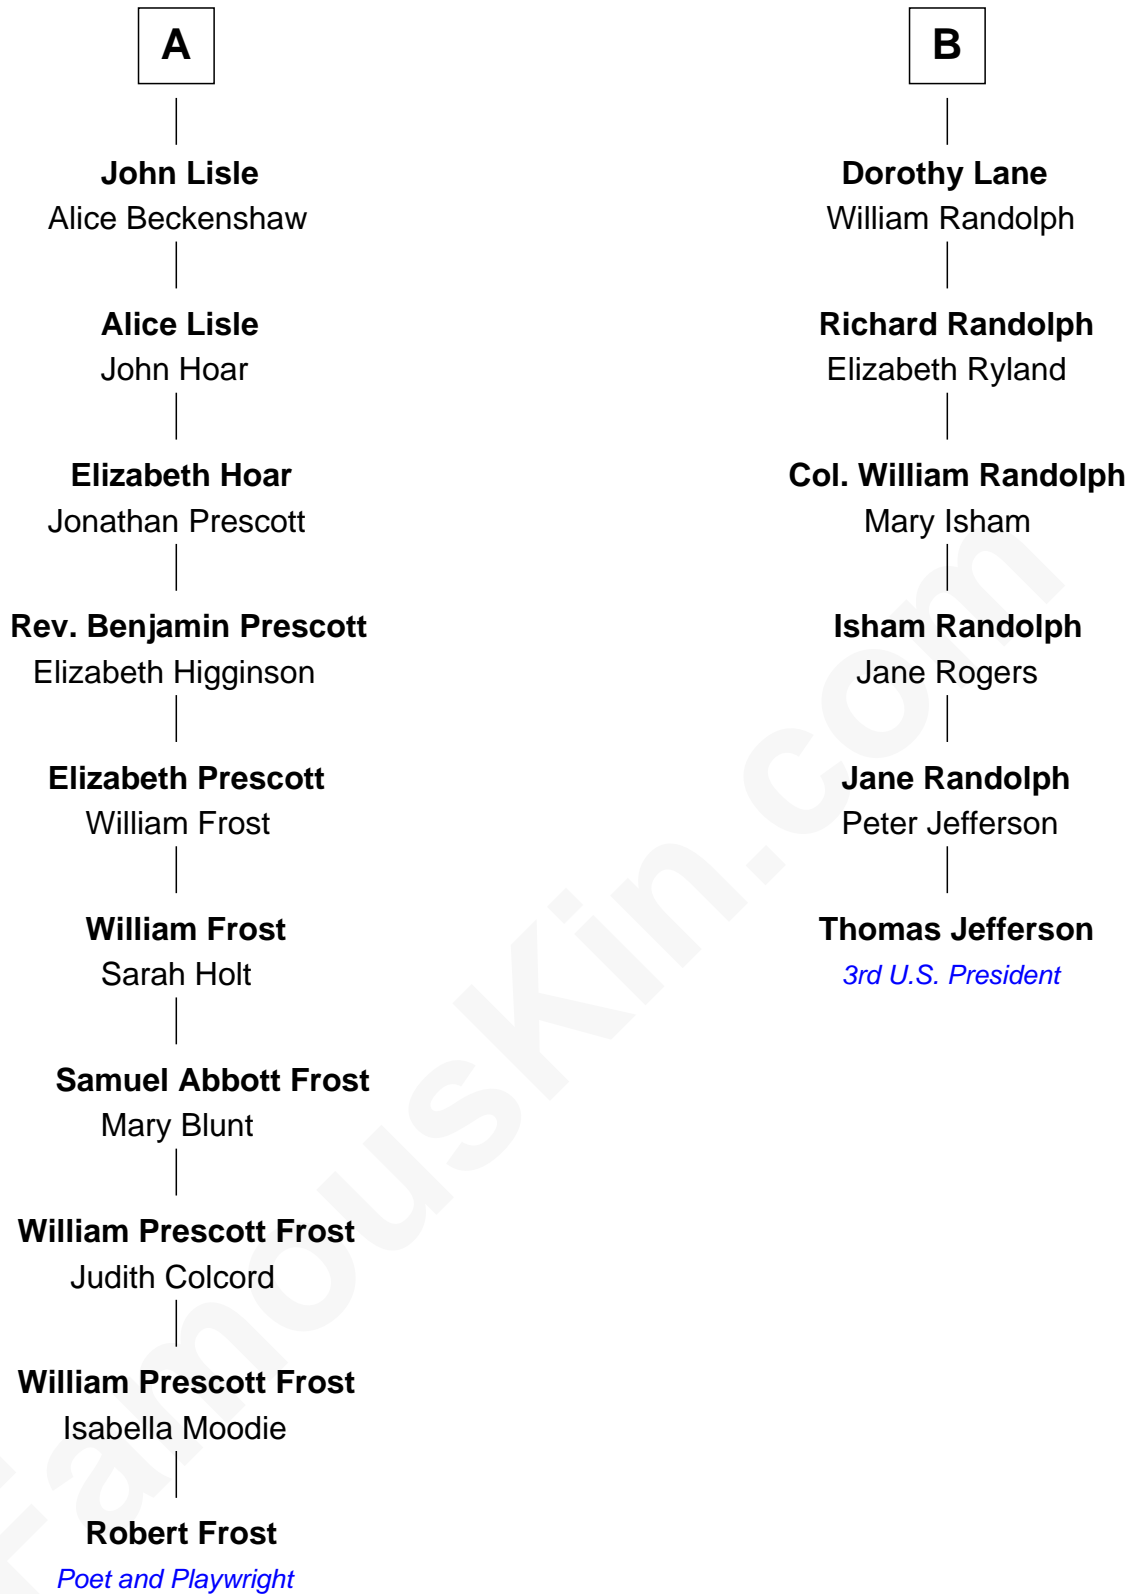 A
John Lisle
Alice Beckenshaw
Alice Lisle
John Hoar
Elizabeth Hoar
Jonathan Prescott
Rev. Benjamin Prescott
Elizabeth Higginson
Elizabeth Prescott
William Frost
William Frost
Sarah Holt
Samuel Abbott Frost
Mary Blunt
William Prescott Frost
Judith Colcord
William Prescott Frost
Isabella Moodie
Robert Frost
Poet and Playwright
B
Dorothy Lane
William Randolph
Richard Randolph
Elizabeth Ryland
Col. William Randolph
Mary Isham
Isham Randolph
Jane Rogers
Jane Randolph
Peter Jefferson
Thomas Jefferson
3rd U.S. President
FamousKin.com